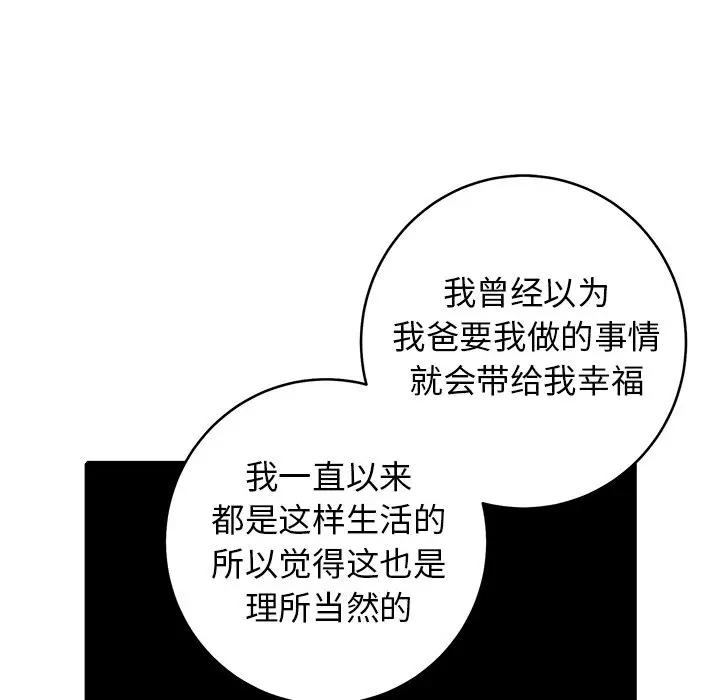 我曾经以为
我爸要我做的事情
就会带给我幸福
我一直以来
都是这样生活的
所以觉得这也是
理所当然的